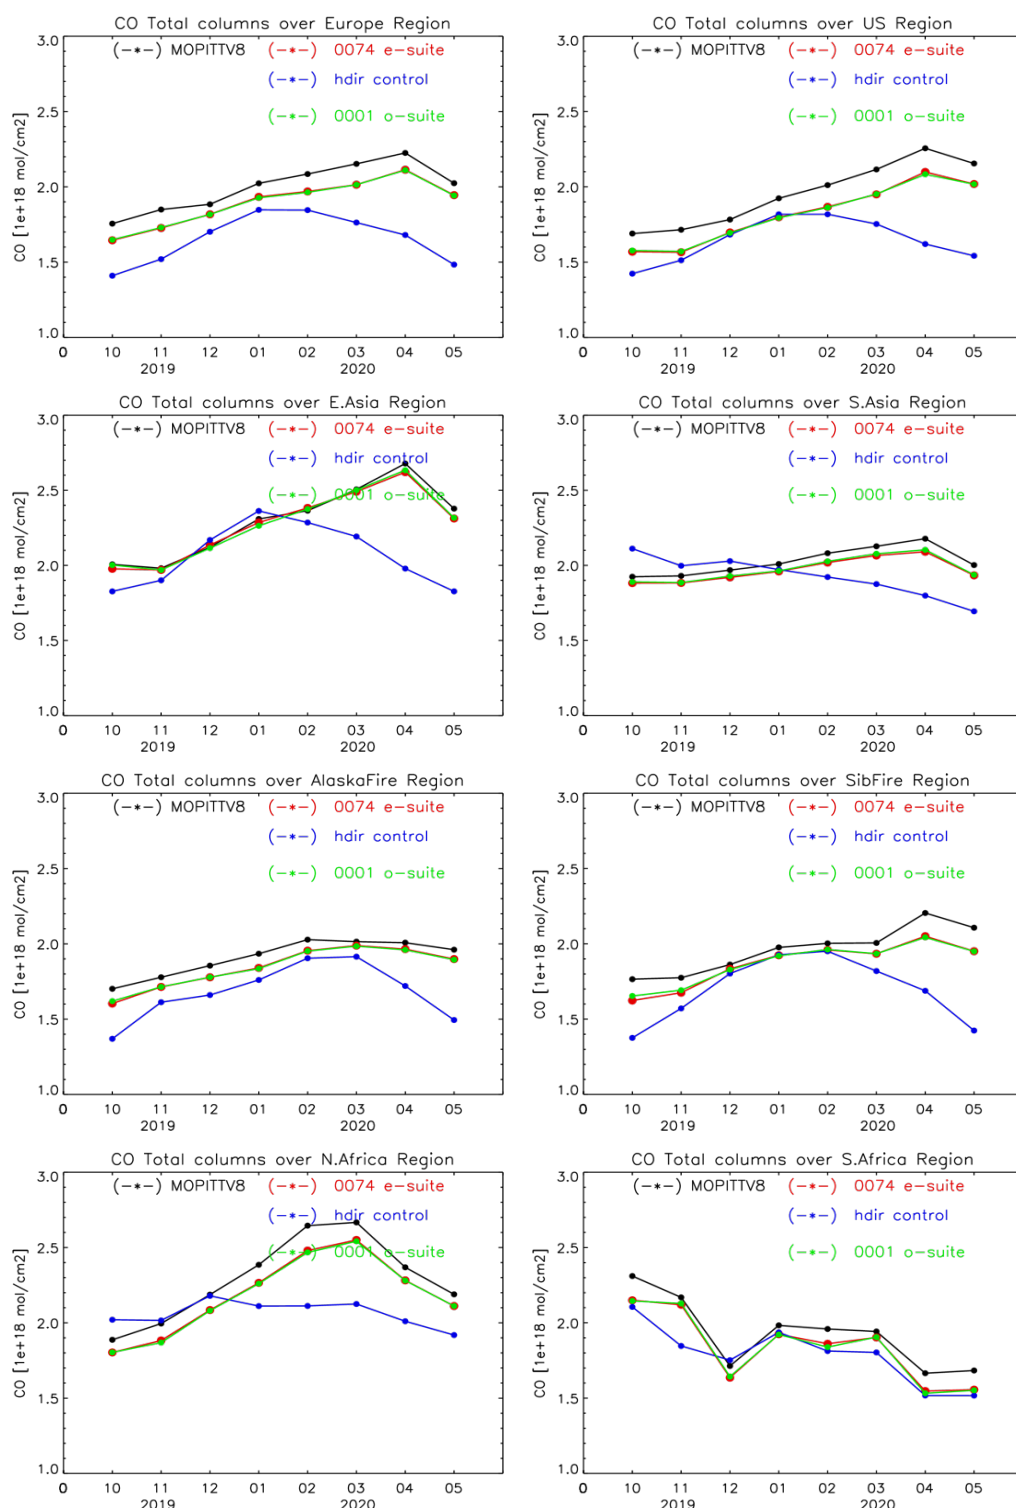 CO Total columns over Europe Region
3.0
2.5
2.0
1.5
1.0
CO [1e+18 mol/cm2]
(-*-) MOPITTV8 (-*-) 0074 e-suite
(-*-) hdir control
(-*-) 0001 o-suite
0 10 11 12 01 02 03 04 05
2019 2020
CO Total columns over US Region
3.0
2.5
2.0
1.5
1.0
CO [1e+18 mol/cm2]
(-*-) MOPITTV8 (-*-) 0074 e-suite
(-*-) hdir control
(-*-) 0001 o-suite
0 10 11 12 01 02 03 04 05
2019 2020
CO Total columns over E.Asia Region
3.0
2.5
2.0
1.5
1.0
CO [1e+18 mol/cm2]
(-*-) MOPITTV8 (-*-) 0074 e-suite
(-*-) hdir control
(-*-) 0001 o-suite
0 10 11 12 01 02 03 04 05
2019 2020
CO Total columns over S.Asia Region
3.0
2.5
2.0
1.5
1.0
CO [1e+18 mol/cm2]
(-*-) MOPITTV8 (-*-) 0074 e-suite
(-*-) hdir control
(-*-) 0001 o-suite
0 10 11 12 01 02 03 04 05
2019 2020
CO Total columns over AlaskaFire Region
3.0
2.5
2.0
1.5
1.0
CO [1e+18 mol/cm2]
(-*-) MOPITTV8 (-*-) 0074 e-suite
(-*-) hdir control
(-*-) 0001 o-suite
0 10 11 12 01 02 03 04 05
2019 2020
CO Total columns over SibFire Region
3.0
2.5
2.0
1.5
1.0
CO [1e+18 mol/cm2]
(-*-) MOPITTV8 (-*-) 0074 e-suite
(-*-) hdir control
(-*-) 0001 o-suite
0 10 11 12 01 02 03 04 05
2019 2020
CO Total columns over N.Africa Region
3.0
2.5
2.0
1.5
1.0
CO [1e+18 mol/cm2]
(-*-) MOPITTV8 (-*-) 0074 e-suite
(-*-) hdir control
(-*-) 0001 o-suite
0 10 11 12 01 02 03 04 05
2019 2020
CO Total columns over S.Africa Region
3.0
2.5
2.0
1.5
1.0
CO [1e+18 mol/cm2]
(-*-) MOPITTV8 (-*-) 0074 e-suite
(-*-) hdir control
(-*-) 0001 o-suite
0 10 11 12 01 02 03 04 05
2019 2020